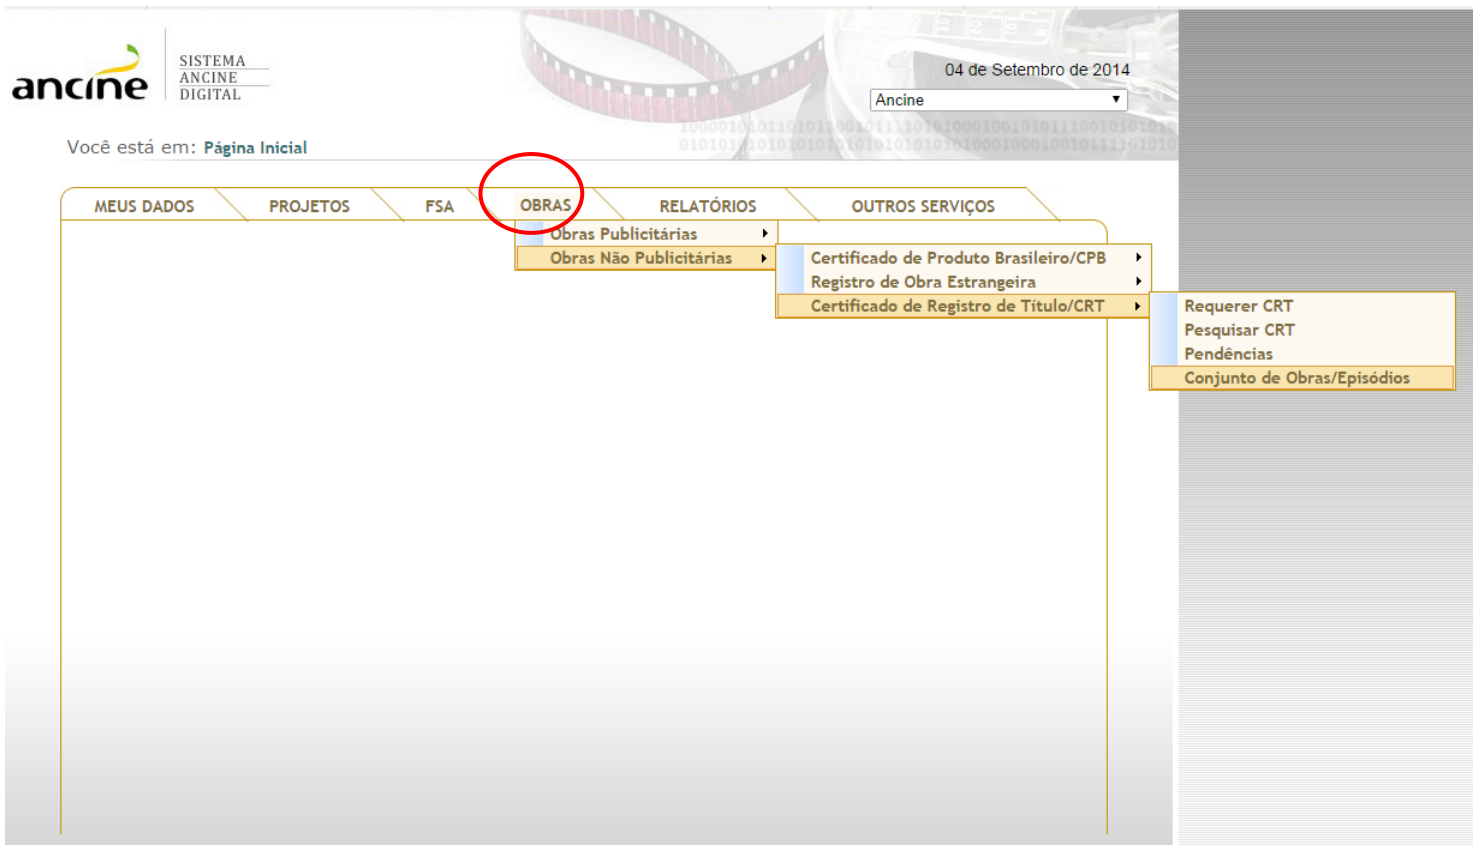 ancine
SISTEMA
ANCINE
DIGITAL
04 de Setembro de 2014
Ancine
Você está em: Página Inicial
MEUS DADOS PROJETOS FSA OBRAS RELATÓRIOS OUTROS SERVIÇOS
Obras Publicitárias
Obras Não Publicitárias
Certificado de Produto Brasileiro/CPB
Registro de Obra Estrangeira
Certificado de Registro de Título/CRT
Requerer CRT
Pesquisar CRT
Pendências
Conjunto de Obras/Episódios